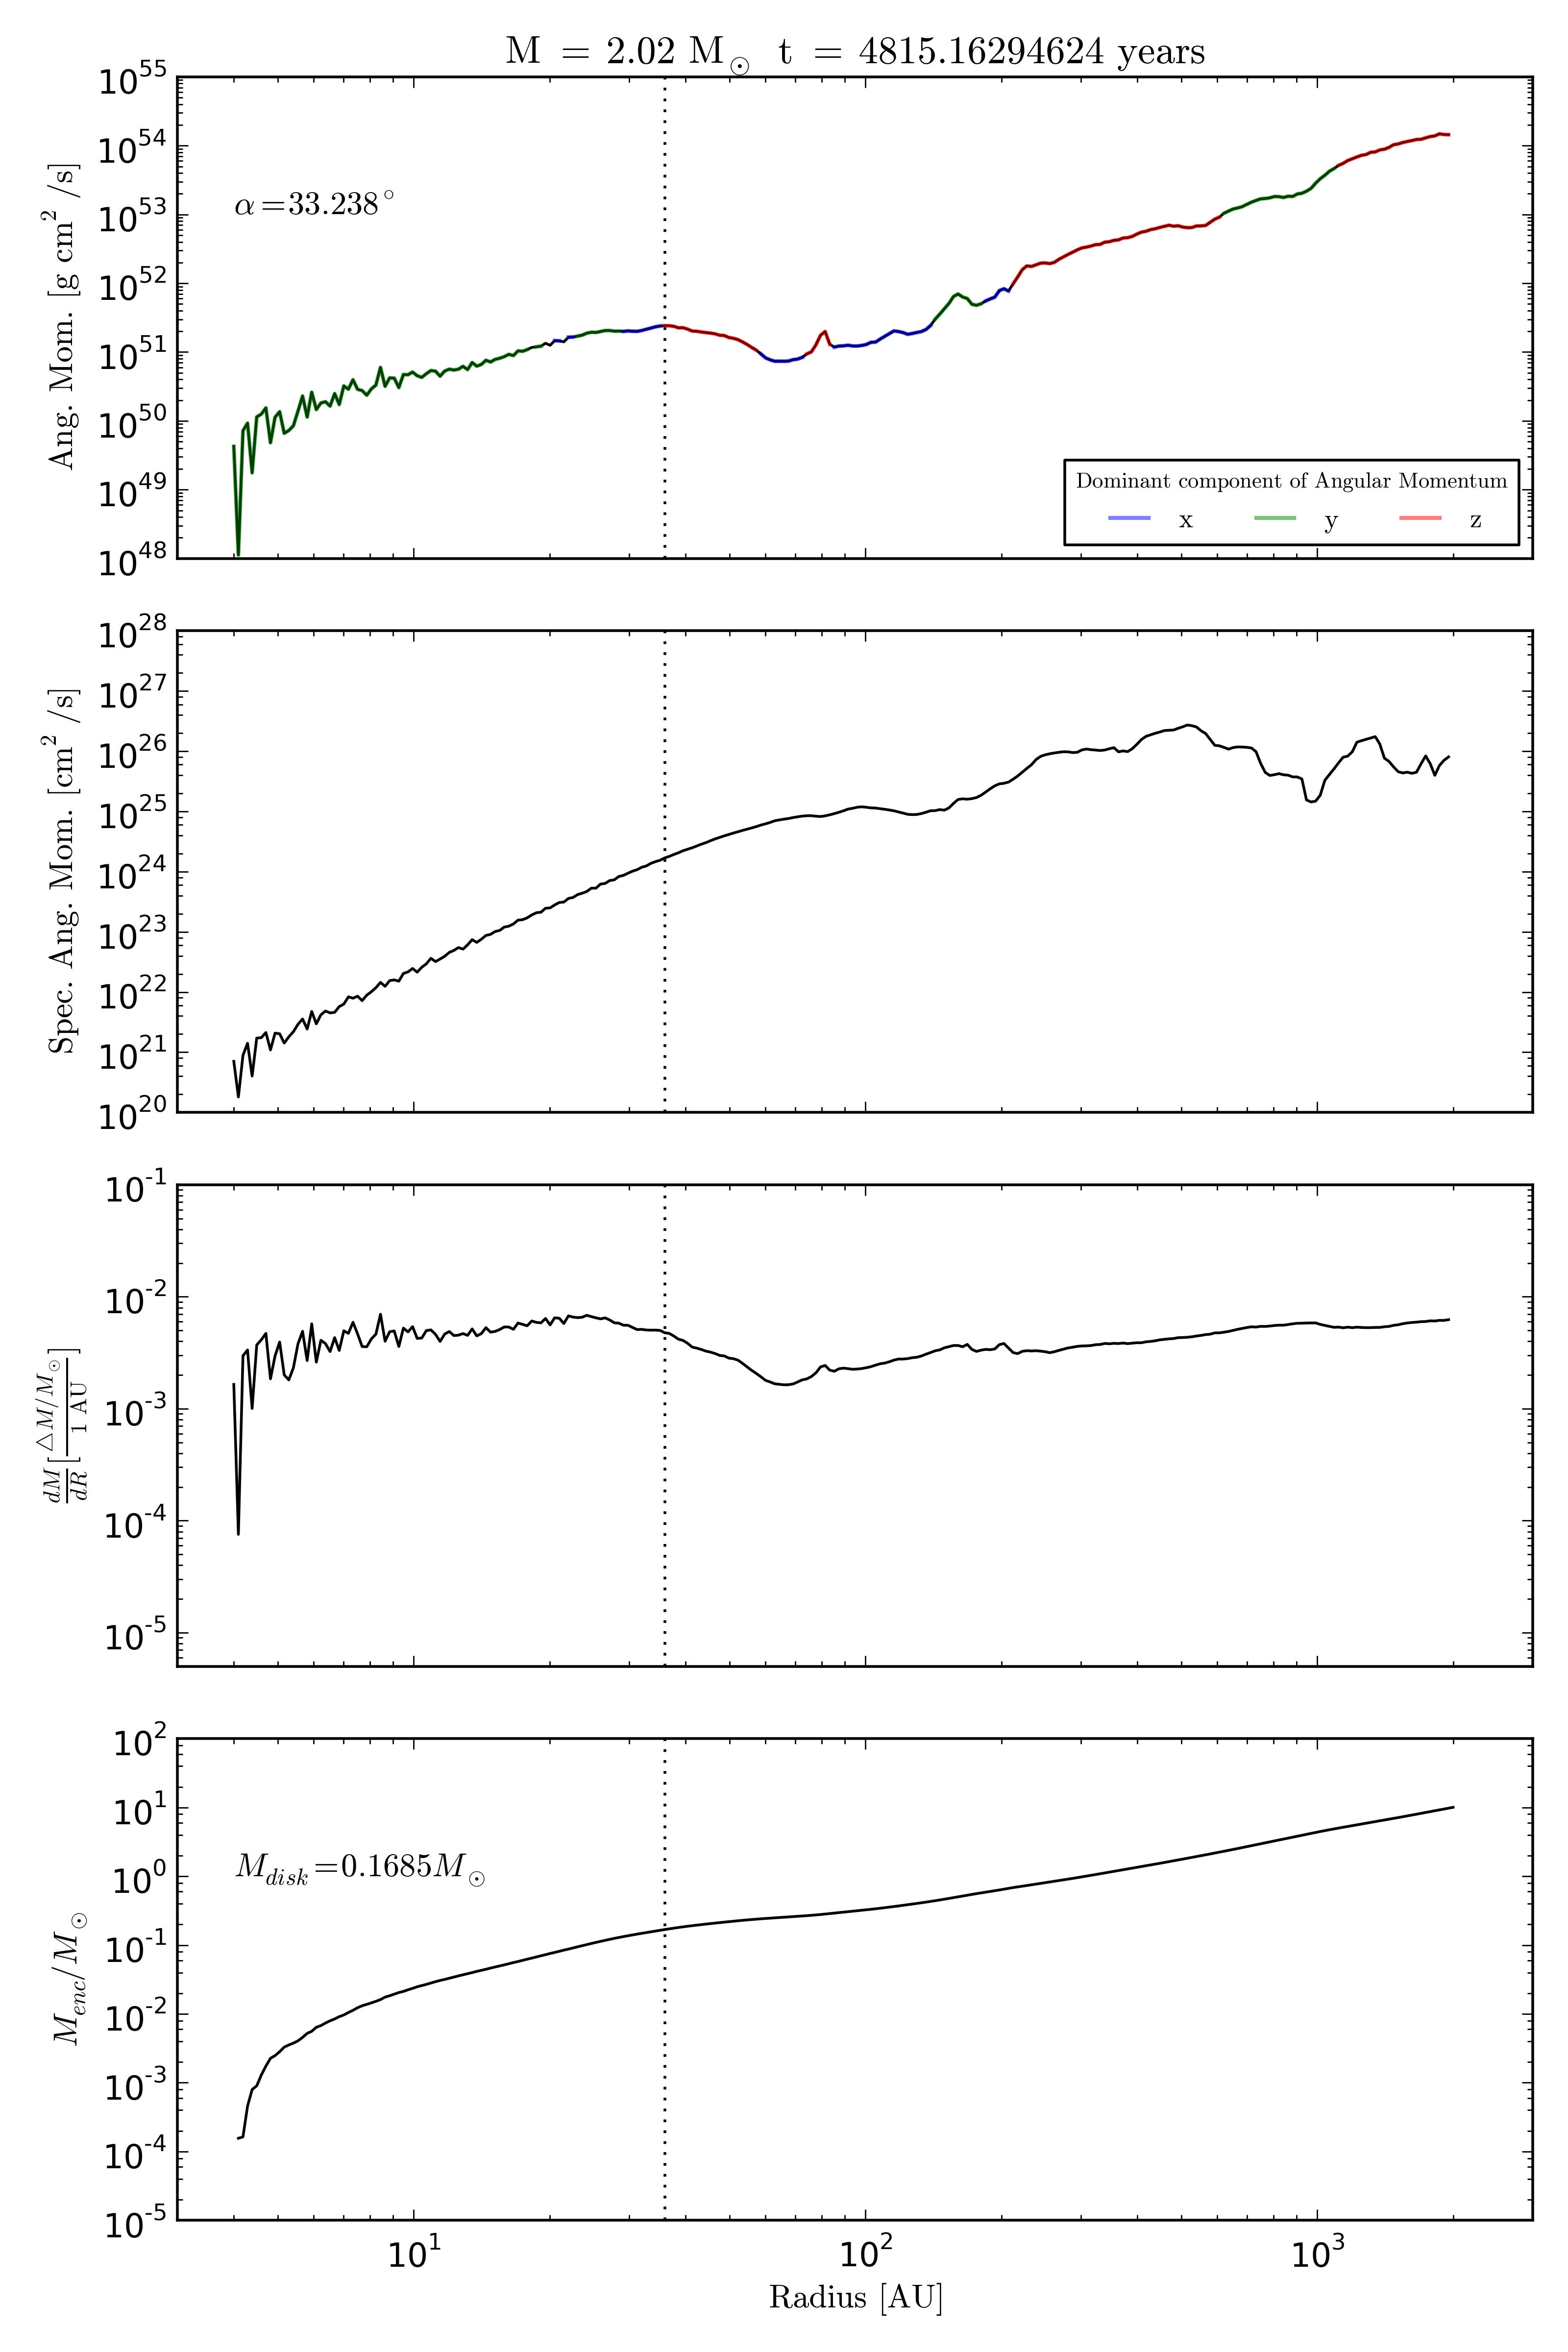 M = 2.02 M⊙ t = 4815.16294624 years
10^55
10^54
10^53
10^52
10^51
10^50
10^49
10^48
Ang. Mom. [g cm^2 /s]
α=33.238°
Dominant component of Angular Momentum
x y z
10^28
10^27
10^26
10^25
10^24
10^23
10^22
10^21
10^20
Spec. Ang. Mom. [cm^2 /s]
10^-1
10^-2
10^-3
10^-4
10^-5
dM/dR [△M/M⊙ / 1 AU]
10^2
10^1
10^0
10^-1
10^-2
10^-3
10^-4
10^-5
M_enc/M⊙
M_disk=0.1685M⊙
10^1 10^2 10^3
Radius [AU]